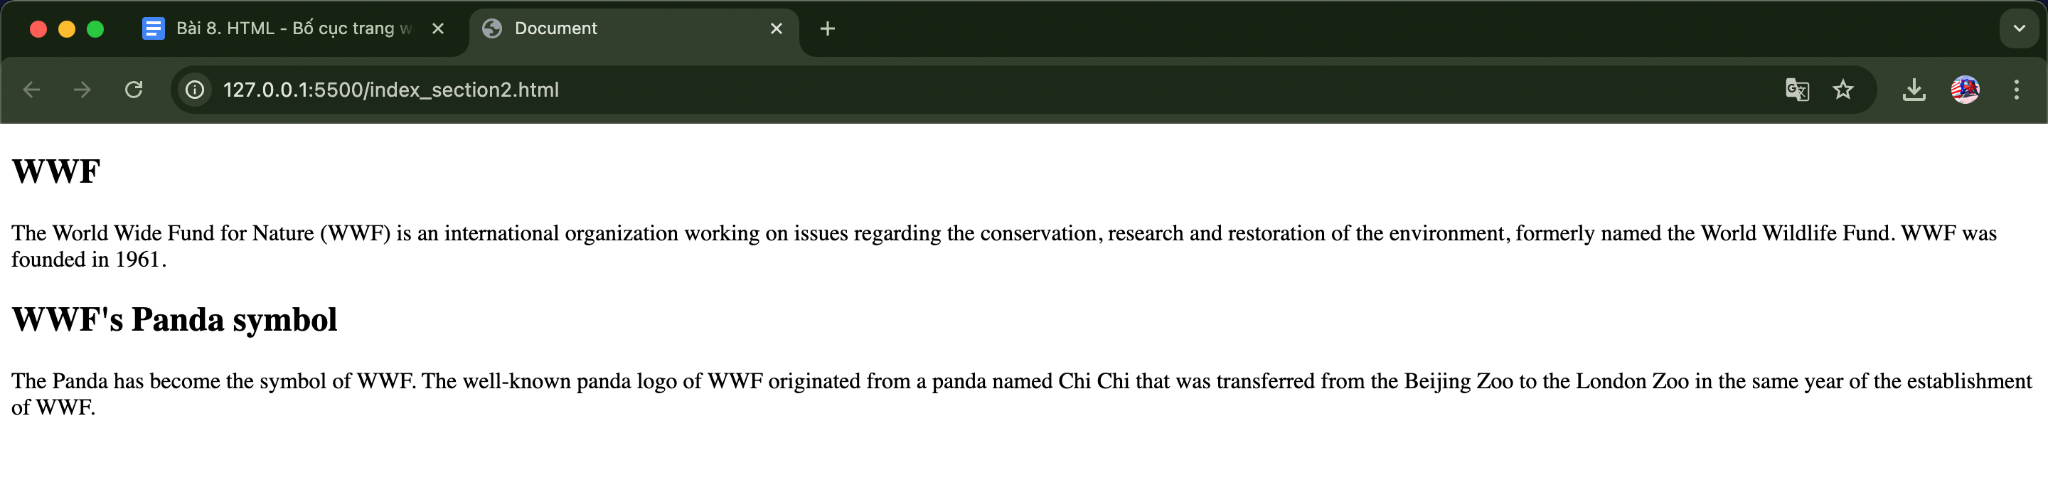 Bài 8. HTML - Bố cục trang w
Document
127.0.0.1:5500/index_section2.html
WWF
The World Wide Fund for Nature (WWF) is an international organization working on issues regarding the conservation, research and restoration of the environment, formerly named the World Wildlife Fund. WWF was
founded in 1961.
WWF's Panda symbol
The Panda has become the symbol of WWF. The well-known panda logo of WWF originated from a panda named Chi Chi that was transferred from the Beijing Zoo to the London Zoo in the same year of the establishment
of WWF.